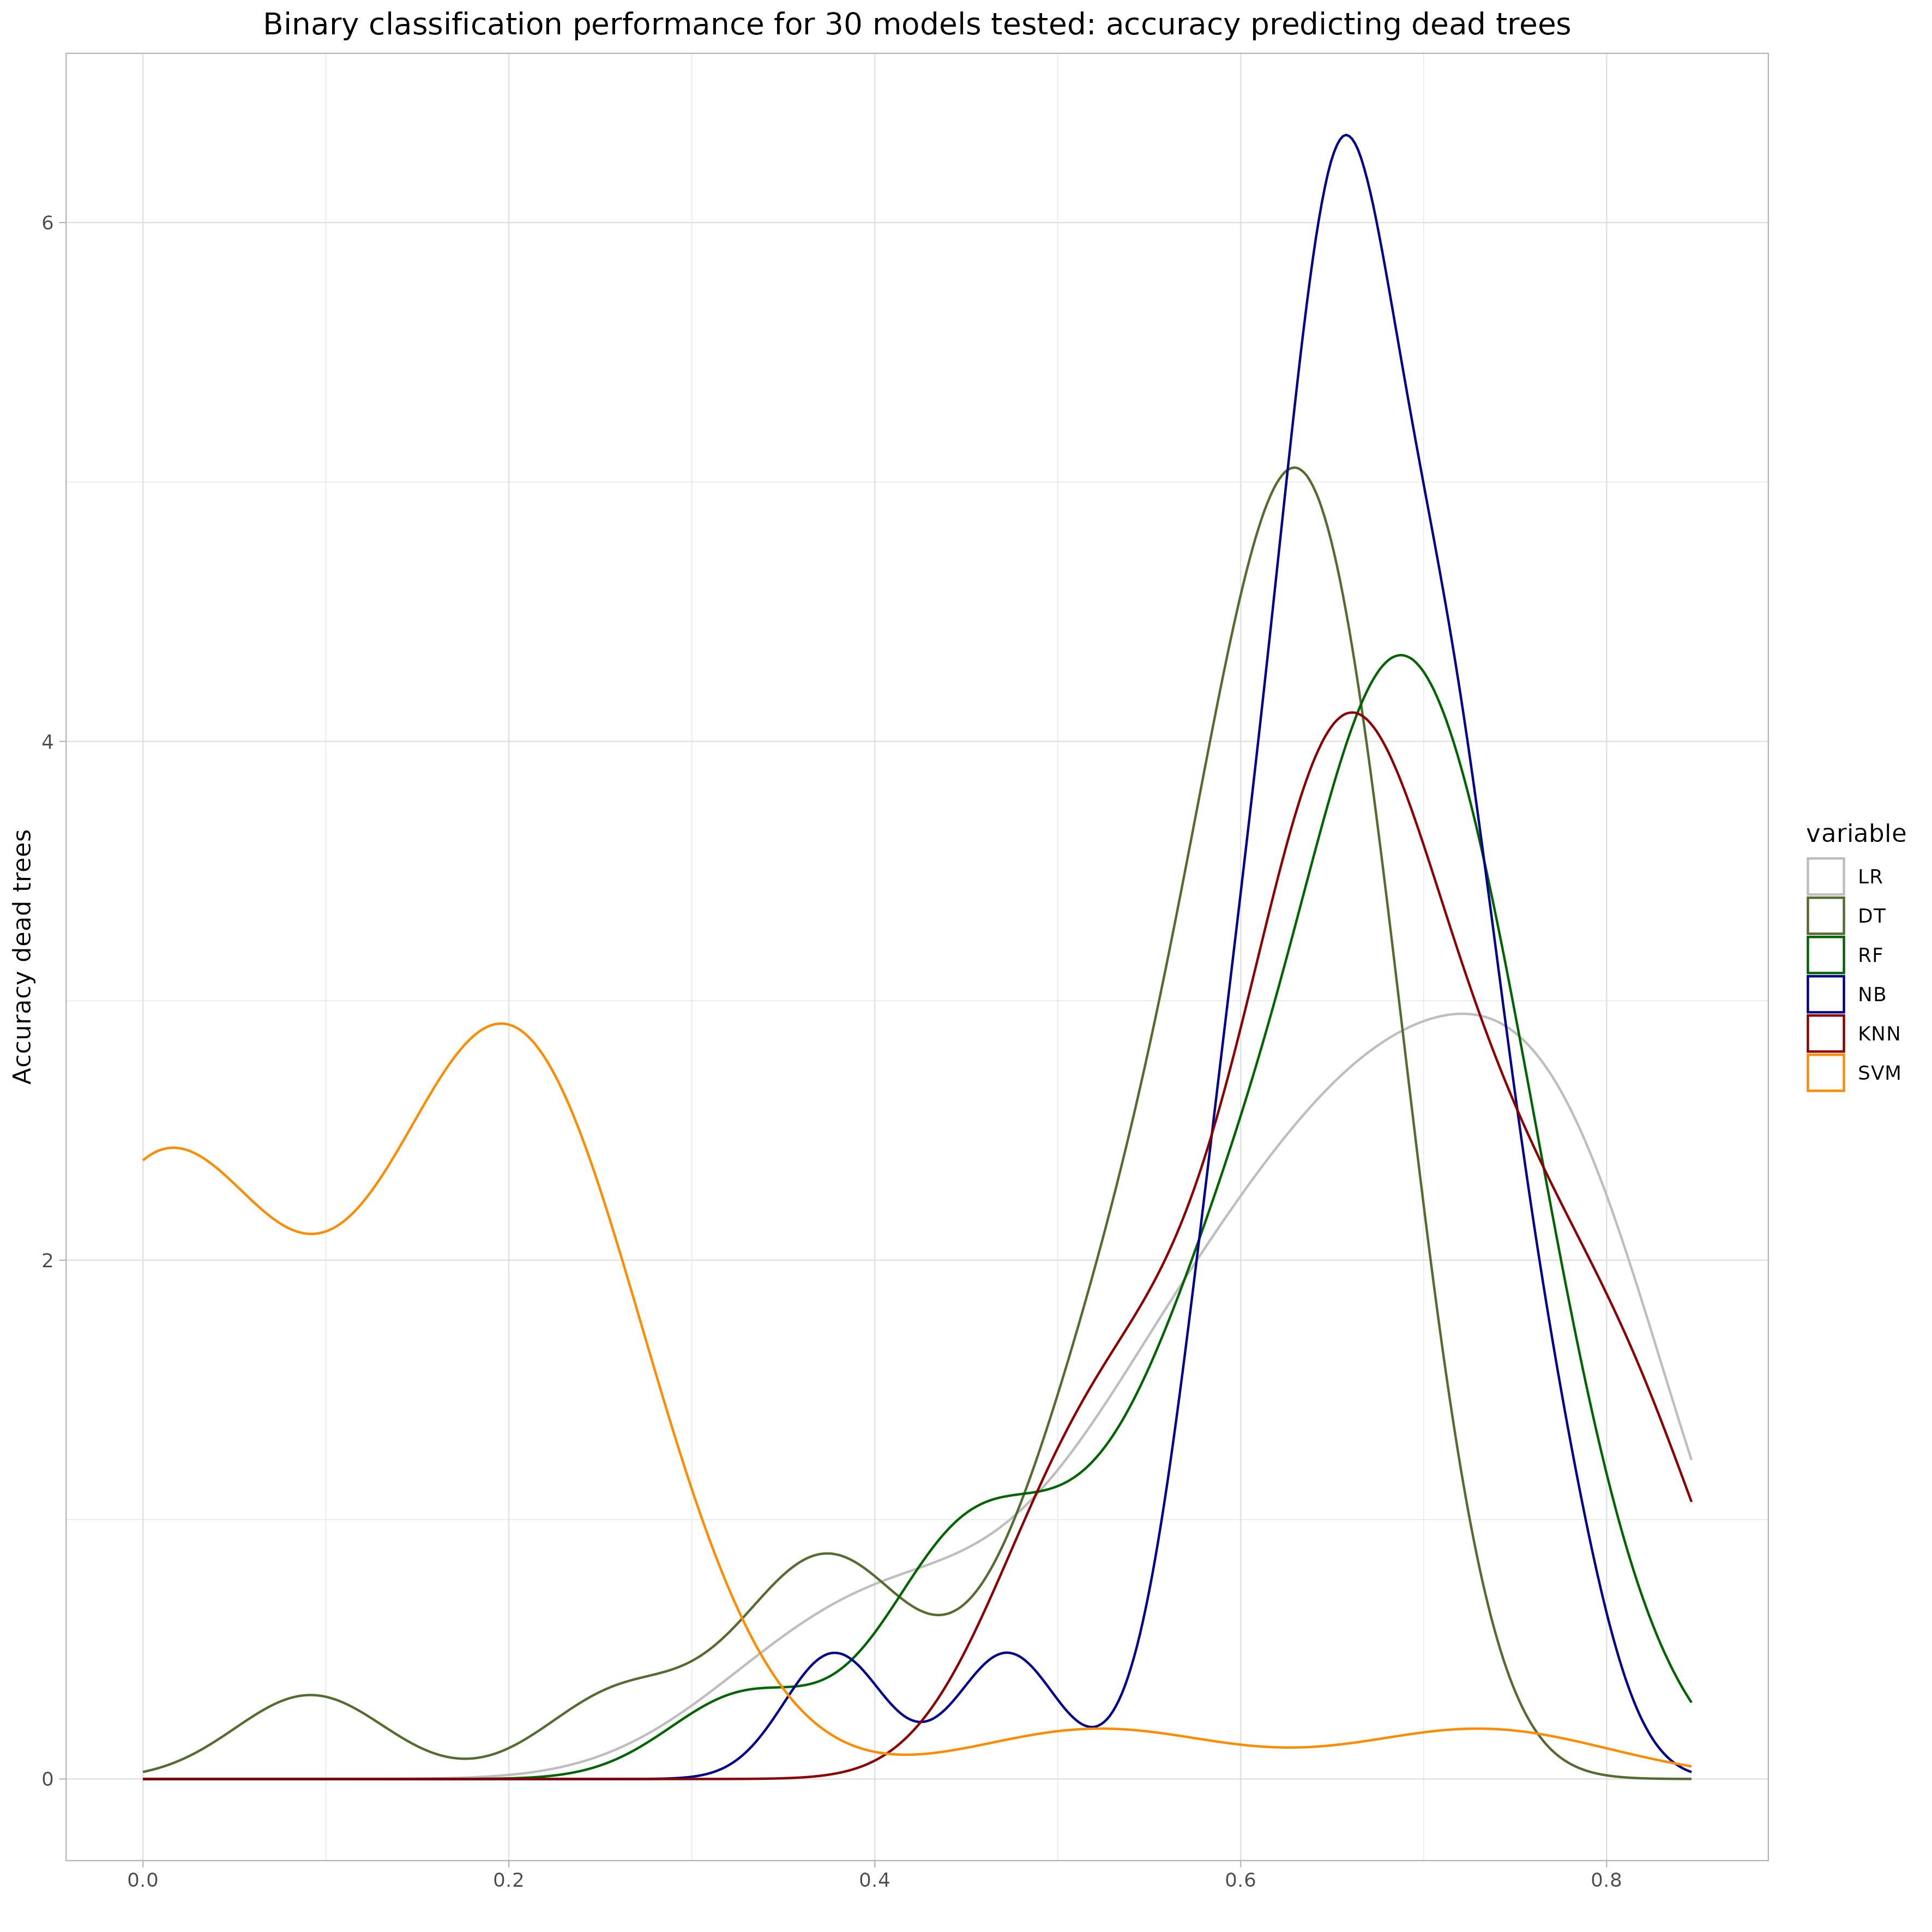 Binary classification performance for 30 models tested: accuracy predicting dead trees
Accuracy dead trees
6
4
2
0
0.0
0.2
0.4
0.6
0.8
variable
LR
DT
RF
NB
KNN
SVM